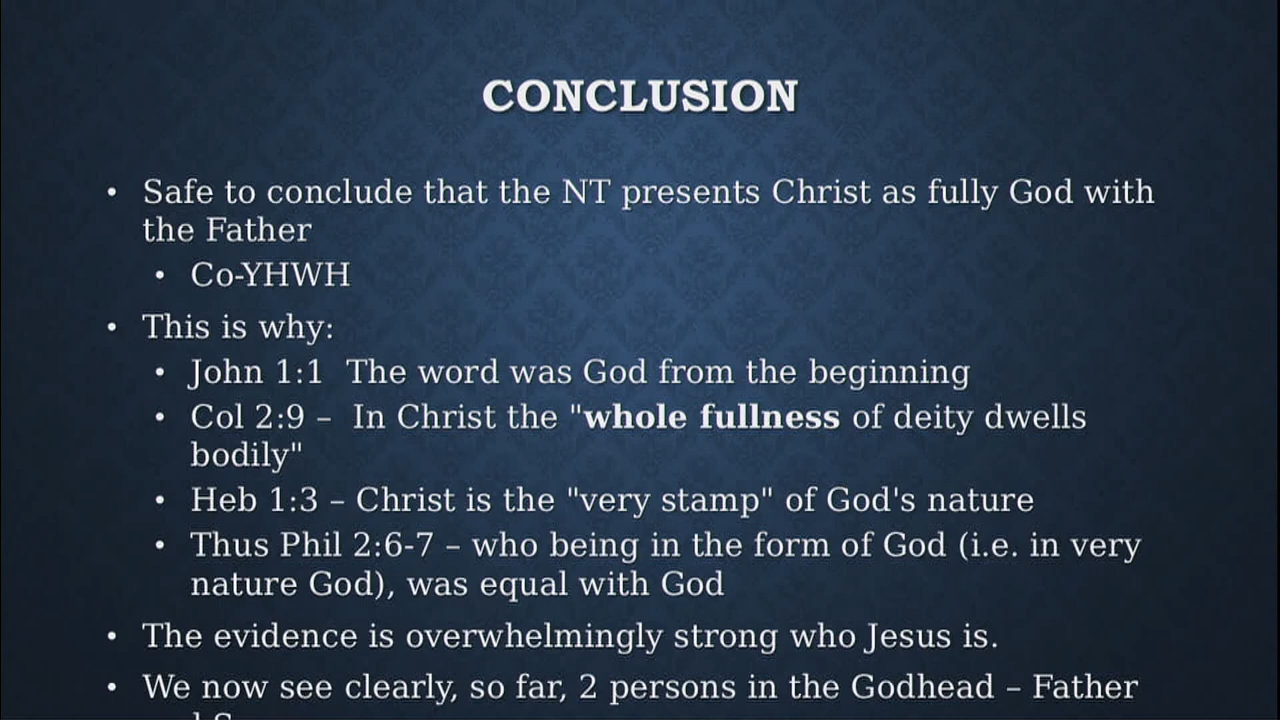 CONCLUSION
• Safe to conclude that the NT presents Christ as fully God with
the Father
• Co-YHWH
• This is why:
• John 1:1  The word was God from the beginning
• Col 2:9 –  In Christ the "whole fullness of deity dwells
bodily"
• Heb 1:3 – Christ is the "very stamp" of God's nature
• Thus Phil 2:6-7 – who being in the form of God (i.e. in very
nature God), was equal with God
• The evidence is overwhelmingly strong who Jesus is.
• We now see clearly, so far, 2 persons in the Godhead – Father